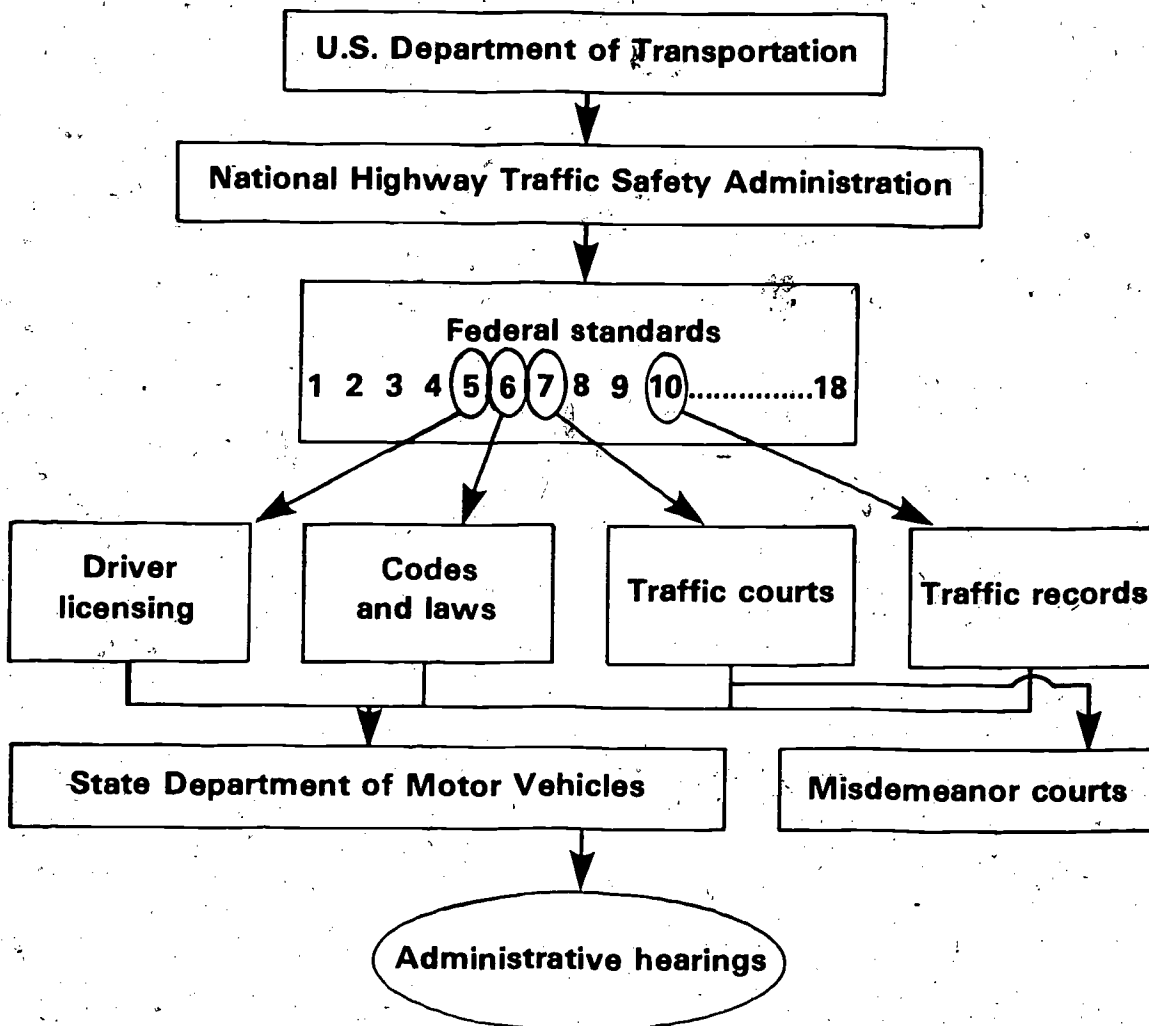 U.S. Department of Transportation
National Highway Traffic Safety Administration
Federal standards
1 2 3 4 5 6 7 8 9 10...............18
Driver
licensing
Codes
and laws
Traffic courts
Traffic records
State Department of Motor Vehicles
Misdemeanor courts
Administrative hearings